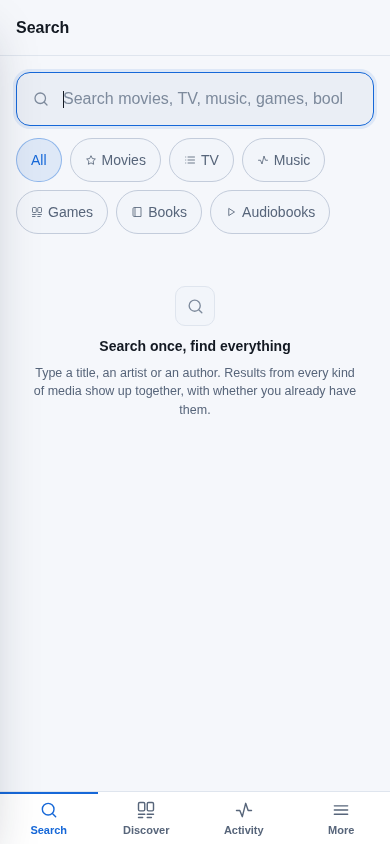 Search
Search movies, TV, music, games, bool
All
Movies
TV
Music
Games
Books
Audiobooks
Search once, find everything
Type a title, an artist or an author. Results from every kind
of media show up together, with whether you already have
them.
Search
Discover
Activity
More